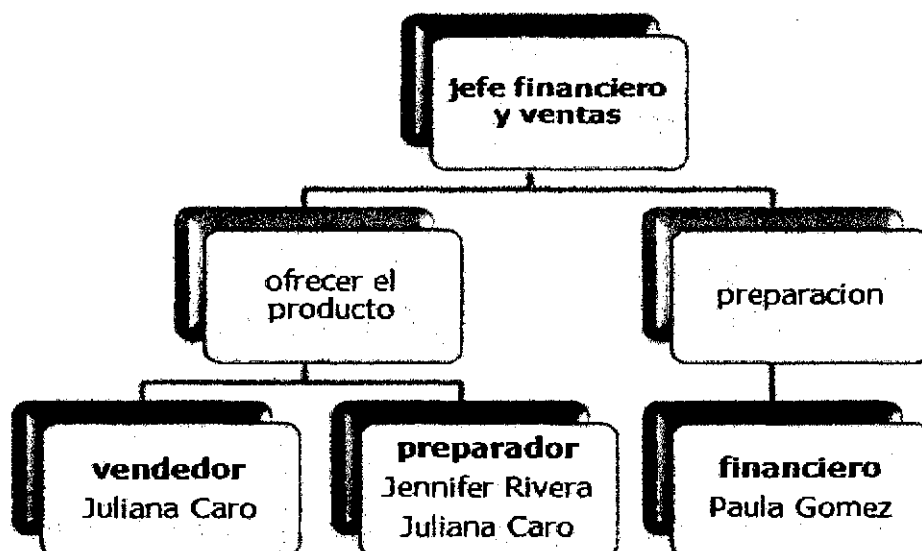 jefe financiero
y ventas
ofrecer el
producto
preparacion
vendedor
Juliana Caro
preparador
Jennifer Rivera
Juliana Caro
financiero
Paula Gomez